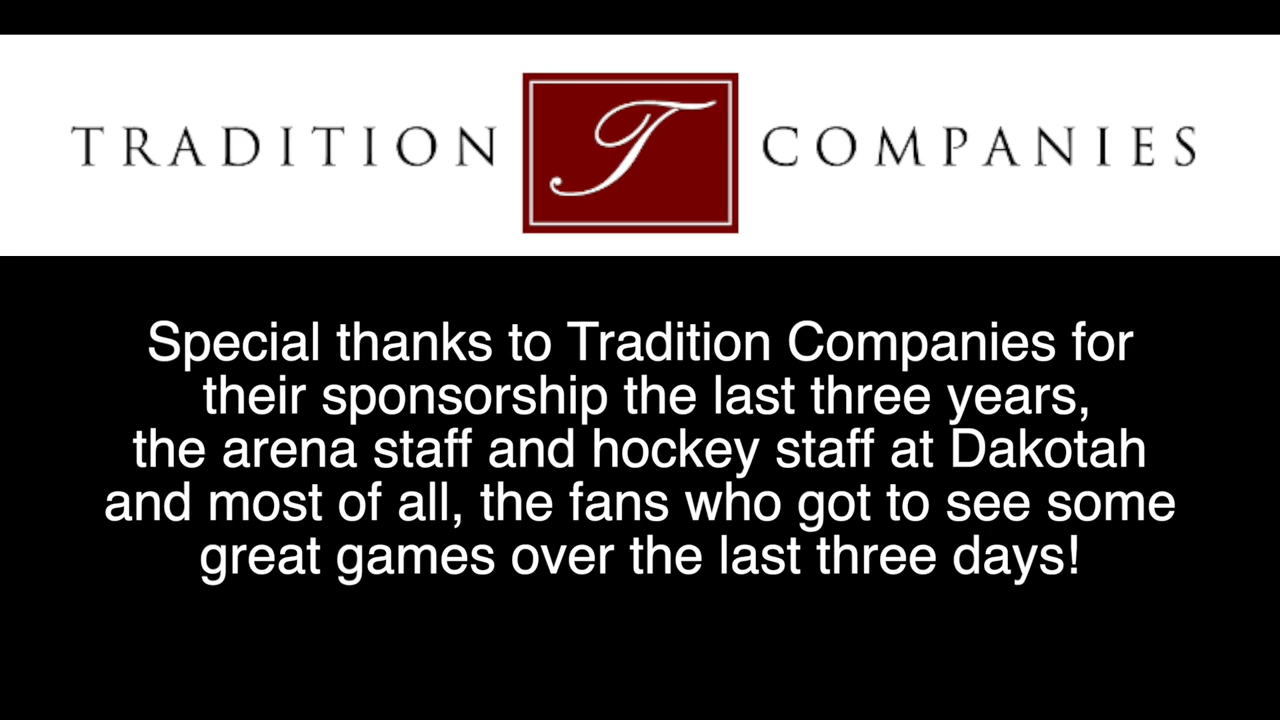 TRADITION T COMPANIES
Special thanks to Tradition Companies for
their sponsorship the last three years,
the arena staff and hockey staff at Dakotah
and most of all, the fans who got to see some
great games over the last three days!